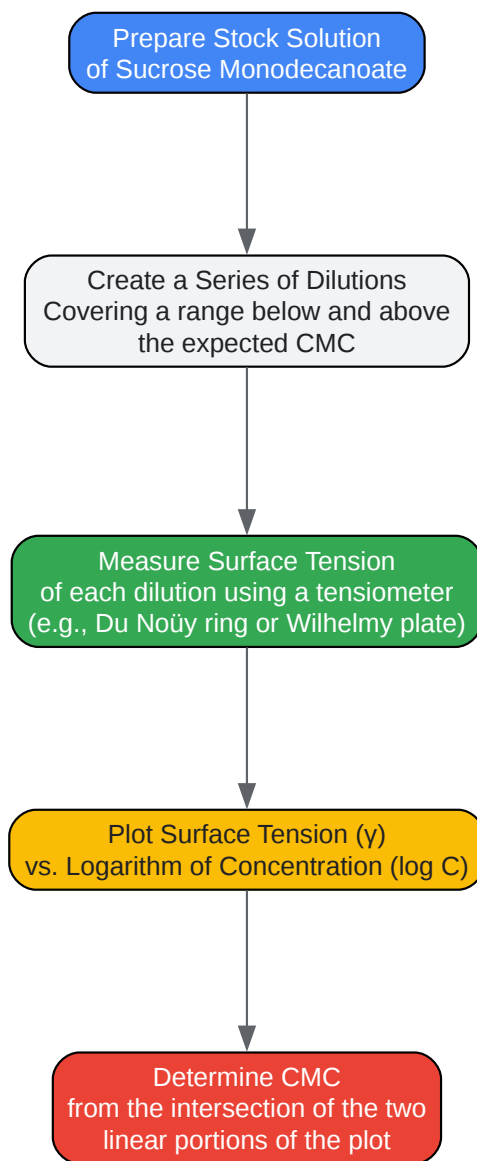 Prepare Stock Solution
of Sucrose Monodecanoate
Create a Series of Dilutions
Covering a range below and above
the expected CMC
Measure Surface Tension
of each dilution using a tensiometer
(e.g., Du Noüy ring or Wilhelmy plate)
Plot Surface Tension (γ)
vs. Logarithm of Concentration (log C)
Determine CMC
from the intersection of the two
linear portions of the plot